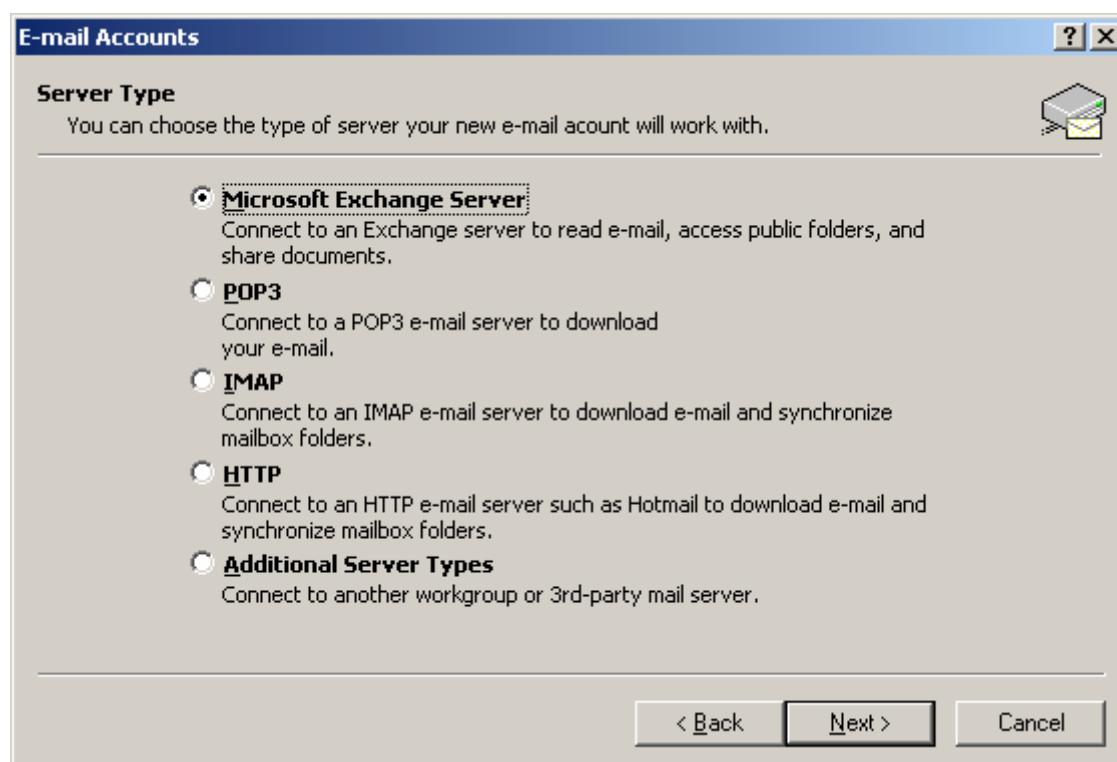 E-mail Accounts
Server Type
You can choose the type of server your new e-mail acount will work with.
Microsoft Exchange Server
Connect to an Exchange server to read e-mail, access public folders, and
share documents.
POP3
Connect to a POP3 e-mail server to download
your e-mail.
IMAP
Connect to an IMAP e-mail server to download e-mail and synchronize
mailbox folders.
HTTP
Connect to an HTTP e-mail server such as Hotmail to download e-mail and
synchronize mailbox folders.
Additional Server Types
Connect to another workgroup or 3rd-party mail server.
< Back Next > Cancel